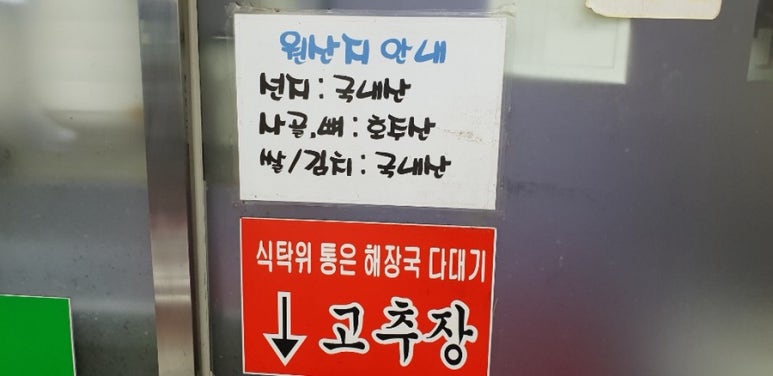 원산지 안내
선지 : 국내산
사골,뼈 : 호주산
쌀/김치 : 국내산
식탁위 통은 해장국 다대기
↓ 고추장